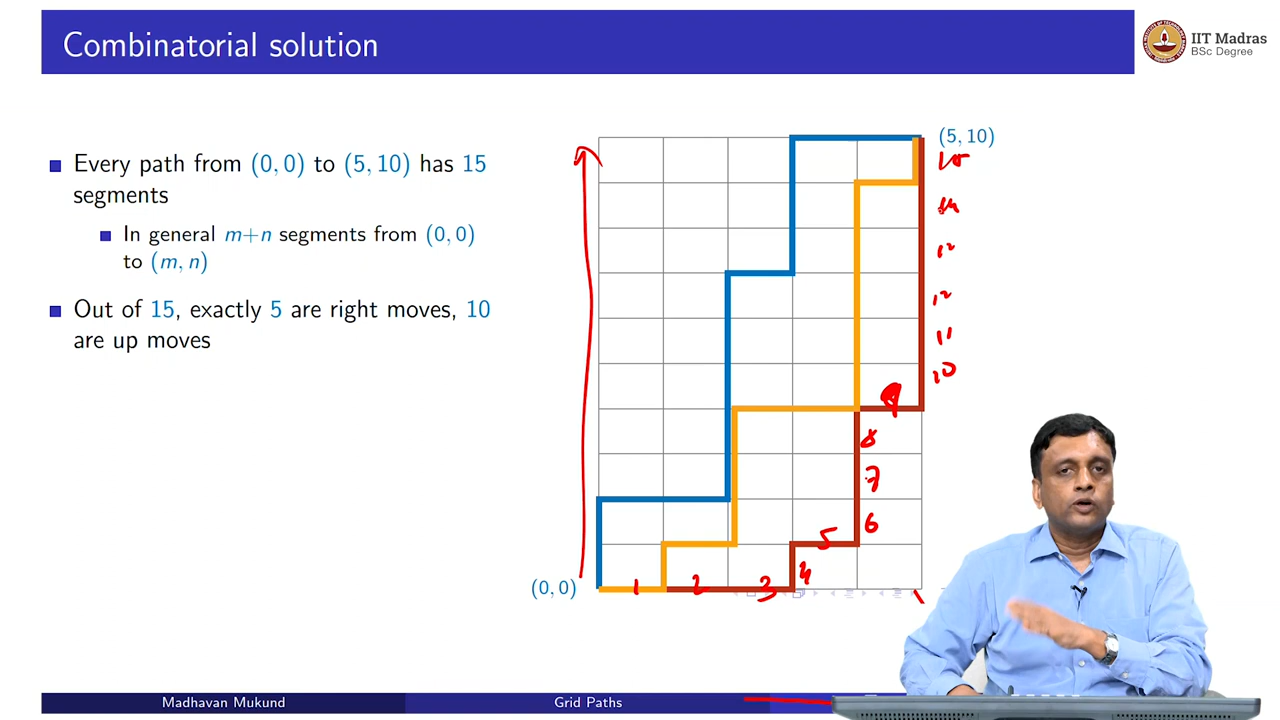 Combinatorial solution
IIT Madras
BSc Degree
Every path from (0, 0) to (5, 10) has 15
segments
In general m+n segments from (0, 0)
to (m, n)
Out of 15, exactly 5 are right moves, 10
are up moves
(5, 10)
14
12
12
11
10
9
8
7
6
5
4
(0, 0)
1 2 3
Madhavan Mukund
Grid Paths